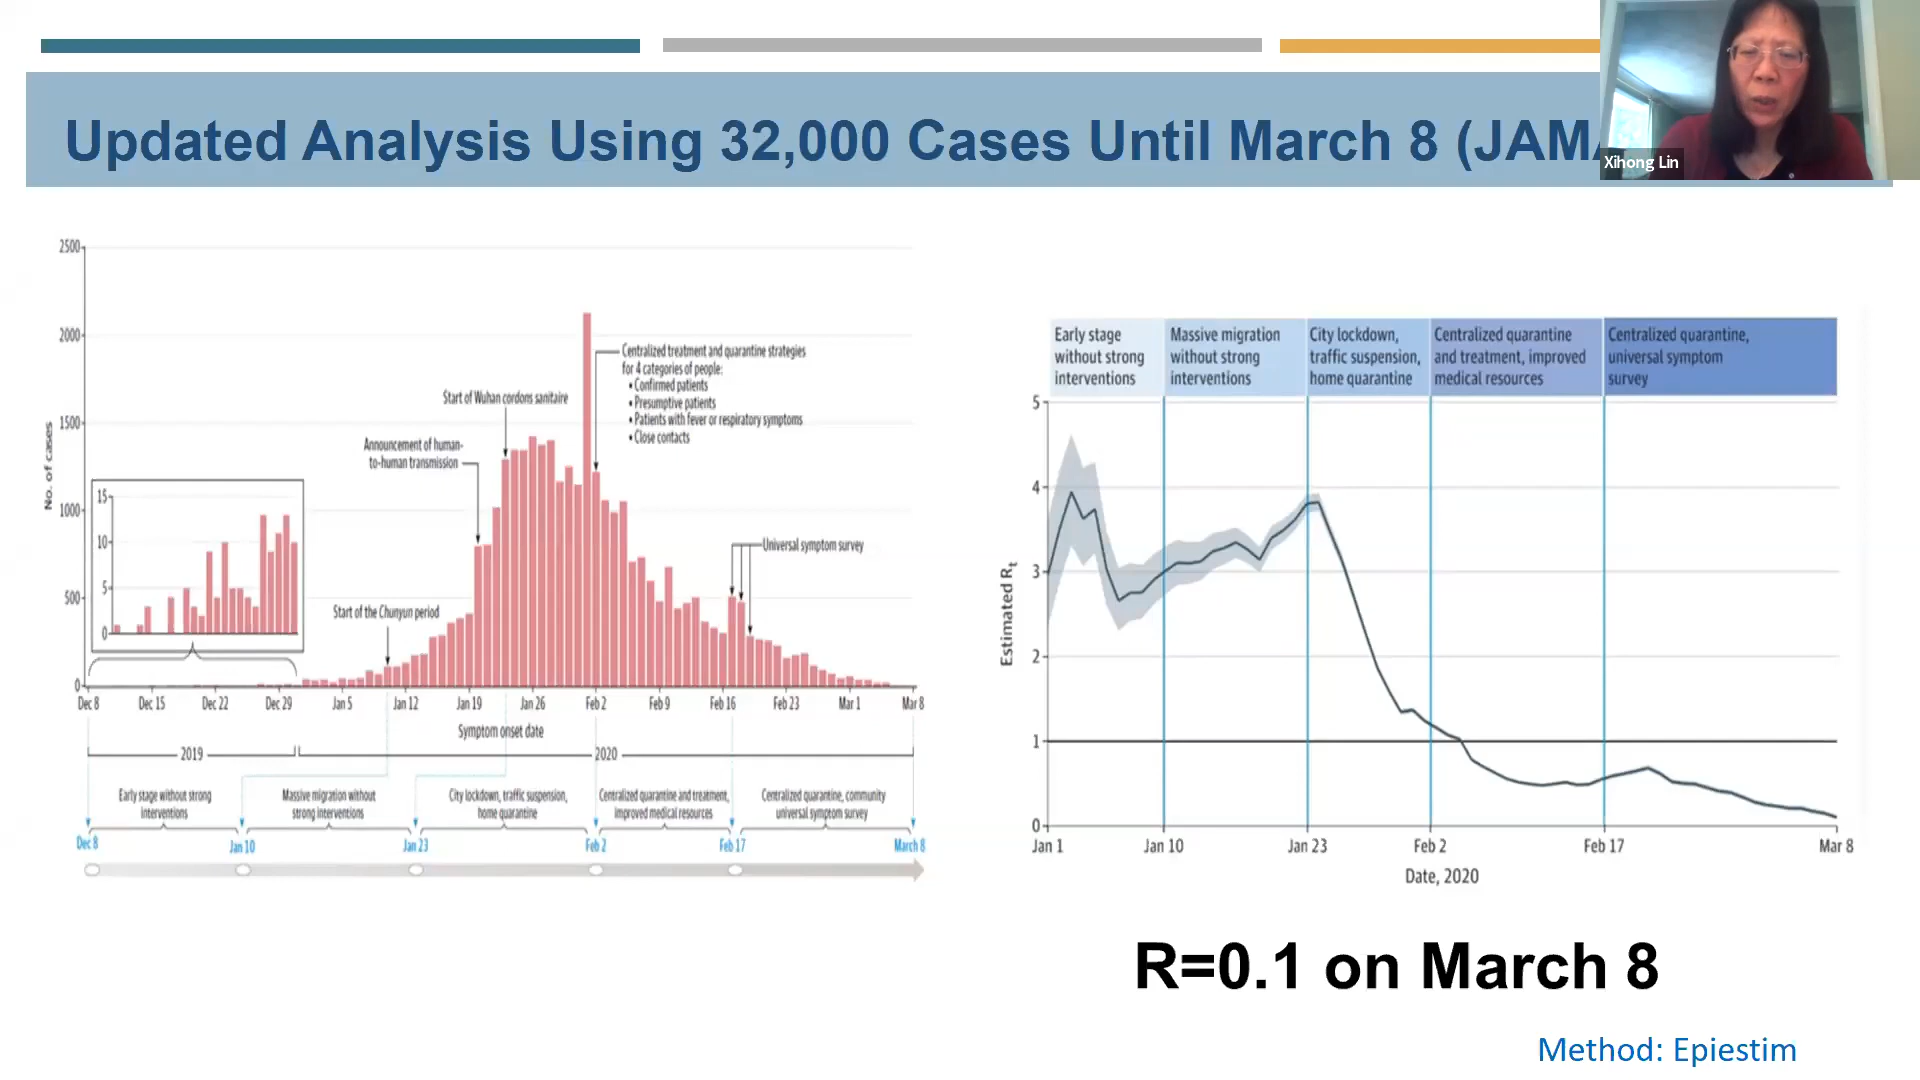 Updated Analysis Using 32,000 Cases Until March 8 (JAMA
Xihong Lin
No. of cases
2500
2000
1500
1000
500
0
15
10
5
0
Start of the Chunyun period
Announcement of human-
to-human transmission
Start of Wuhan cordons sanitaire
Centralized treatment and quarantine strategies
for 4 categories of people:
• Confirmed patients
• Presumptive patients
• Patients with fever or respiratory symptoms
• Close contacts
Universal symptom survey
Dec 8 Dec 15 Dec 22 Dec 29 Jan 5 Jan 12 Jan 19 Jan 26 Feb 2 Feb 9 Feb 16 Feb 23 Mar 1 Mar 8
Symptom onset date
2019 2020
Early stage without strong
interventions
Massive migration without
strong interventions
City lockdown, traffic suspension,
home quarantine
Centralized quarantine and treatment,
improved medical resources
Centralized quarantine, community
universal symptom survey
Dec 8 Jan 10 Jan 23 Feb 2 Feb 17 March 8
Early stage
without strong
interventions
Massive migration
without strong
interventions
City lockdown,
traffic suspension,
home quarantine
Centralized quarantine
and treatment, improved
medical resources
Centralized quarantine,
universal symptom
survey
Estimated Rt
5
4
3
2
1
0
Jan 1 Jan 10 Jan 23 Feb 2 Feb 17 Mar 8
Date, 2020
R=0.1 on March 8
Method: Epiestim